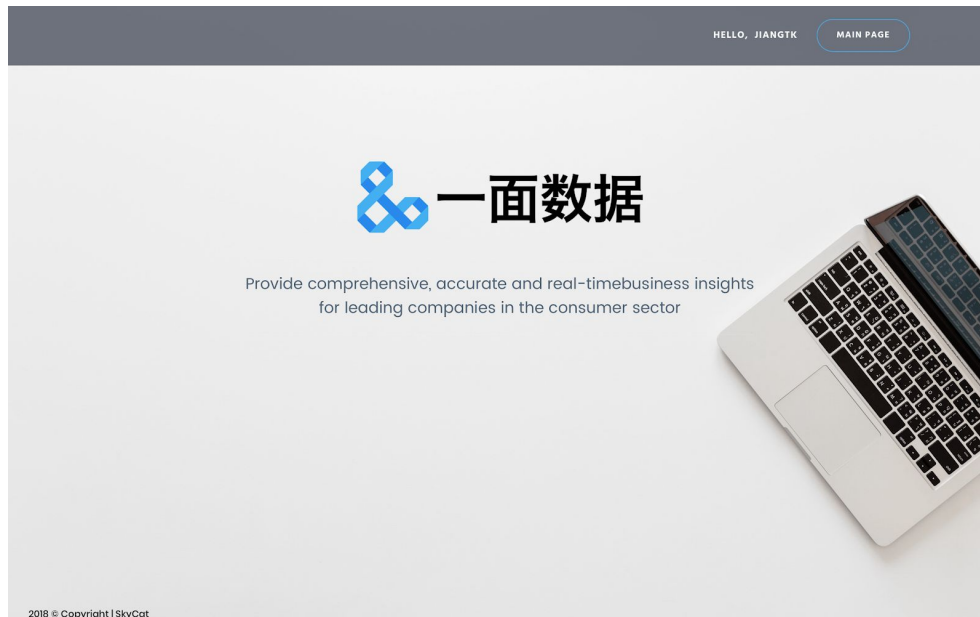 HELLO, JIANGTK
MAIN PAGE
一面数据
Provide comprehensive, accurate and real-timebusiness insights
for leading companies in the consumer sector
2018 © Copyright | SkyCat